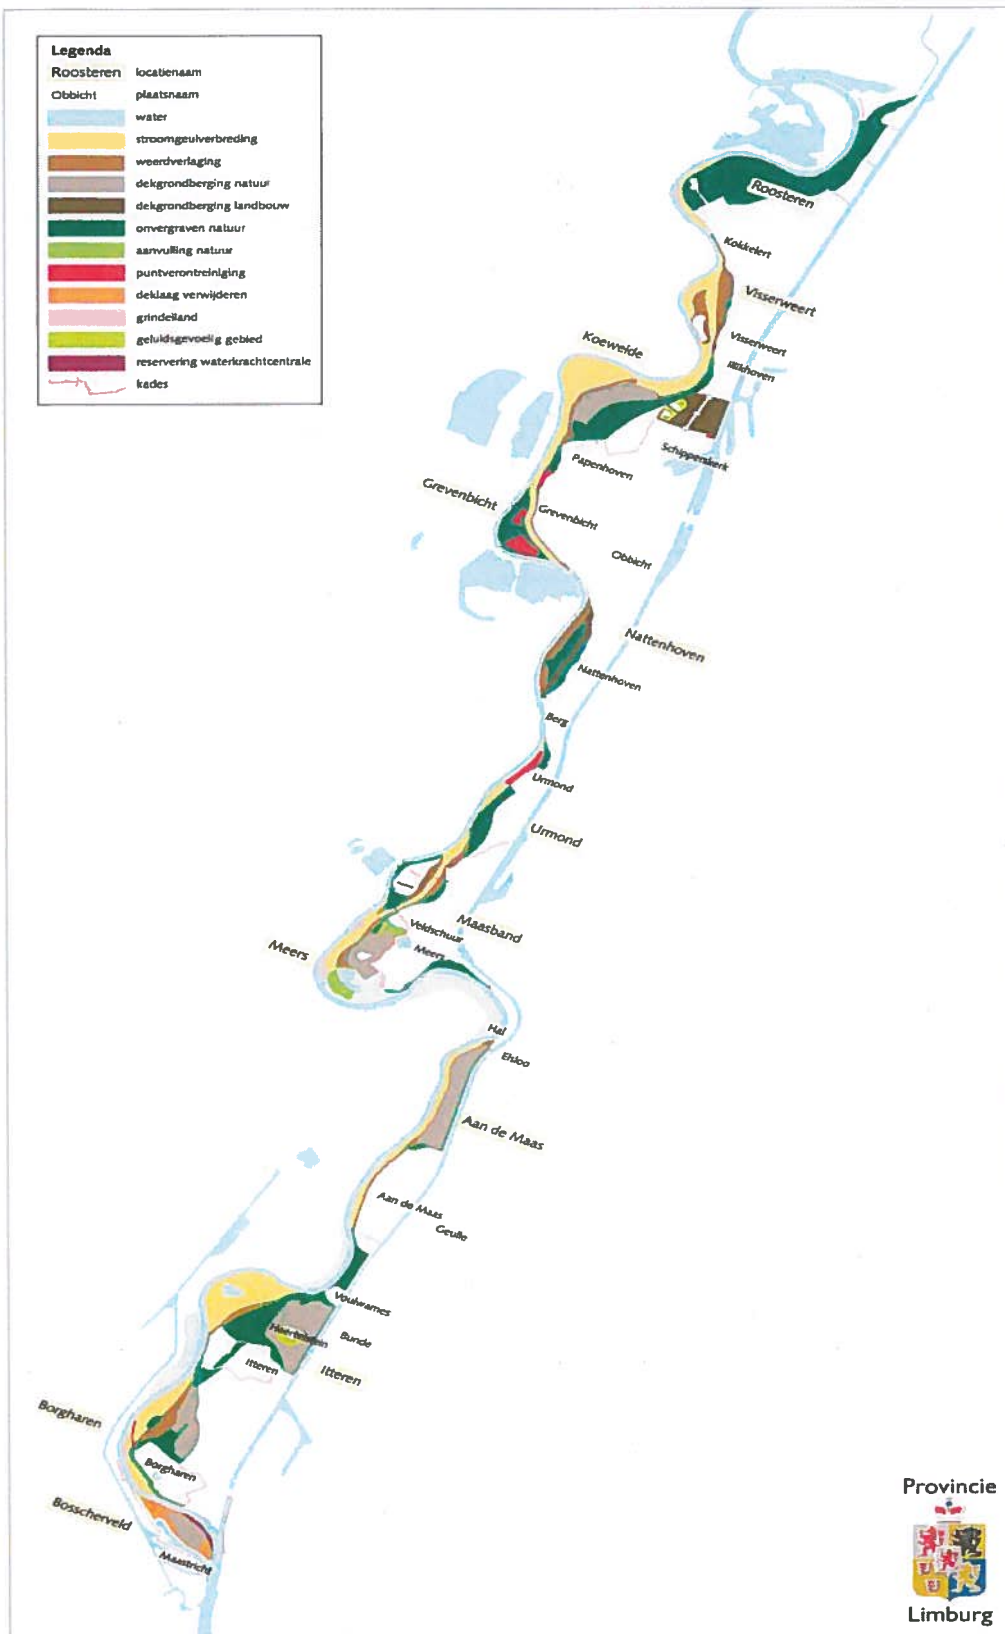 Legenda
Roosteren locatienaam
Obbicht plaatsnaam
water
stroomgeulverbreding
weerdverlaging
dekgrondberging natuur
dekgrondberging landbouw
onvergraven natuur
aanvulling natuur
puntverontreiniging
deklaag verwijderen
grindeiland
geluidsgevoelig gebied
reservering waterkrachtcentrale
kades
Roosteren
Kokkelert
Visserweert
Visserweert
Koeweide
Illikhoven
Schipperskerk
Papenhoven
Grevenbicht
Grevenbicht
Obbicht
Nattenhoven
Nattenhoven
Berg
Urmond
Urmond
Maasband
Veldschuur
Meers
Meers
Hal
Elsloo
Aan de Maas
Aan de Maas
Geulle
Voulwames
Hartelstein
Bunde
Itteren
Itteren
Borgharen
Borgharen
Bosscherveld
Maastricht
Provincie
Limburg